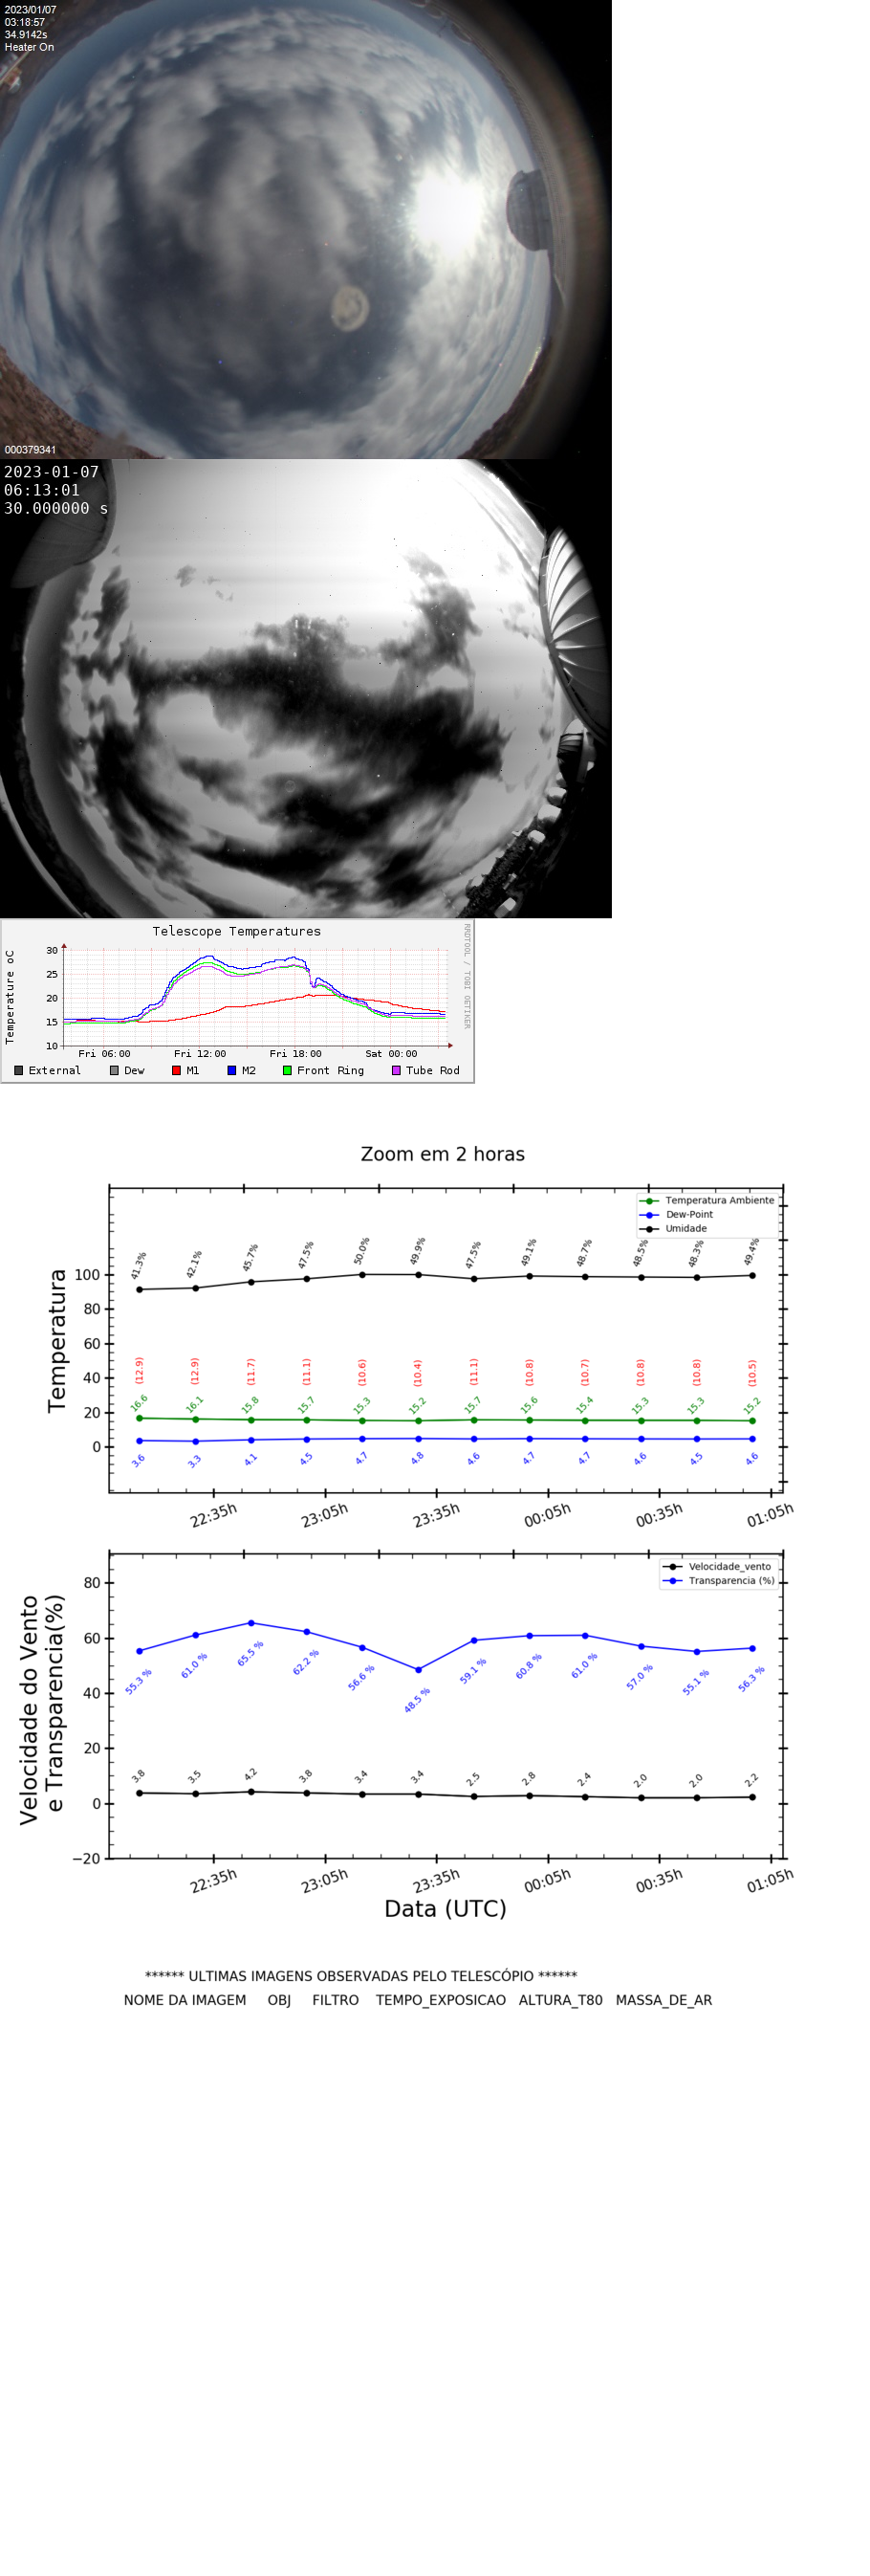 2023/01/07
03:18:57
34.9142s
Heater On
000379341
2023-01-07
06:13:01
30.000000 s
Telescope Temperatures
RRDTOOL / TOBI OETIKER
Temperature oC
30
25
20
15
10
Fri 06:00 Fri 12:00 Fri 18:00 Sat 00:00
External Dew M1 M2 Front Ring Tube Rod
Zoom em 2 horas
Temperatura
Temperatura Ambiente
Dew-Point
Umidade
41.3% 42.1% 45.7% 47.5% 50.0% 49.9% 47.5% 49.1% 48.7% 48.5% 48.3% 49.4%
100
80
60
40
20
0
(12.9) (12.9) (11.7) (11.1) (10.6) (10.4) (11.1) (10.8) (10.7) (10.8) (10.8) (10.5)
16.6 16.1 15.8 15.7 15.3 15.2 15.7 15.6 15.4 15.3 15.3 15.2
3.6 3.3 4.1 4.5 4.7 4.8 4.6 4.7 4.7 4.6 4.5 4.6
22:35h 23:05h 23:35h 00:05h 00:35h 01:05h
Velocidade do Vento
e Transparencia(%)
Velocidade_vento
Transparencia (%)
80
60
40
20
0
−20
55.3 % 61.0 % 65.5 % 62.2 % 56.6 % 48.5 % 59.1 % 60.8 % 61.0 % 57.0 % 55.1 % 56.3 %
3.8 3.5 4.2 3.8 3.4 3.4 2.5 2.8 2.4 2.0 2.0 2.2
22:35h 23:05h 23:35h 00:05h 00:35h 01:05h
Data (UTC)
****** ULTIMAS IMAGENS OBSERVADAS PELO TELESCÓPIO ******
NOME DA IMAGEM OBJ FILTRO TEMPO_EXPOSICAO ALTURA_T80 MASSA_DE_AR